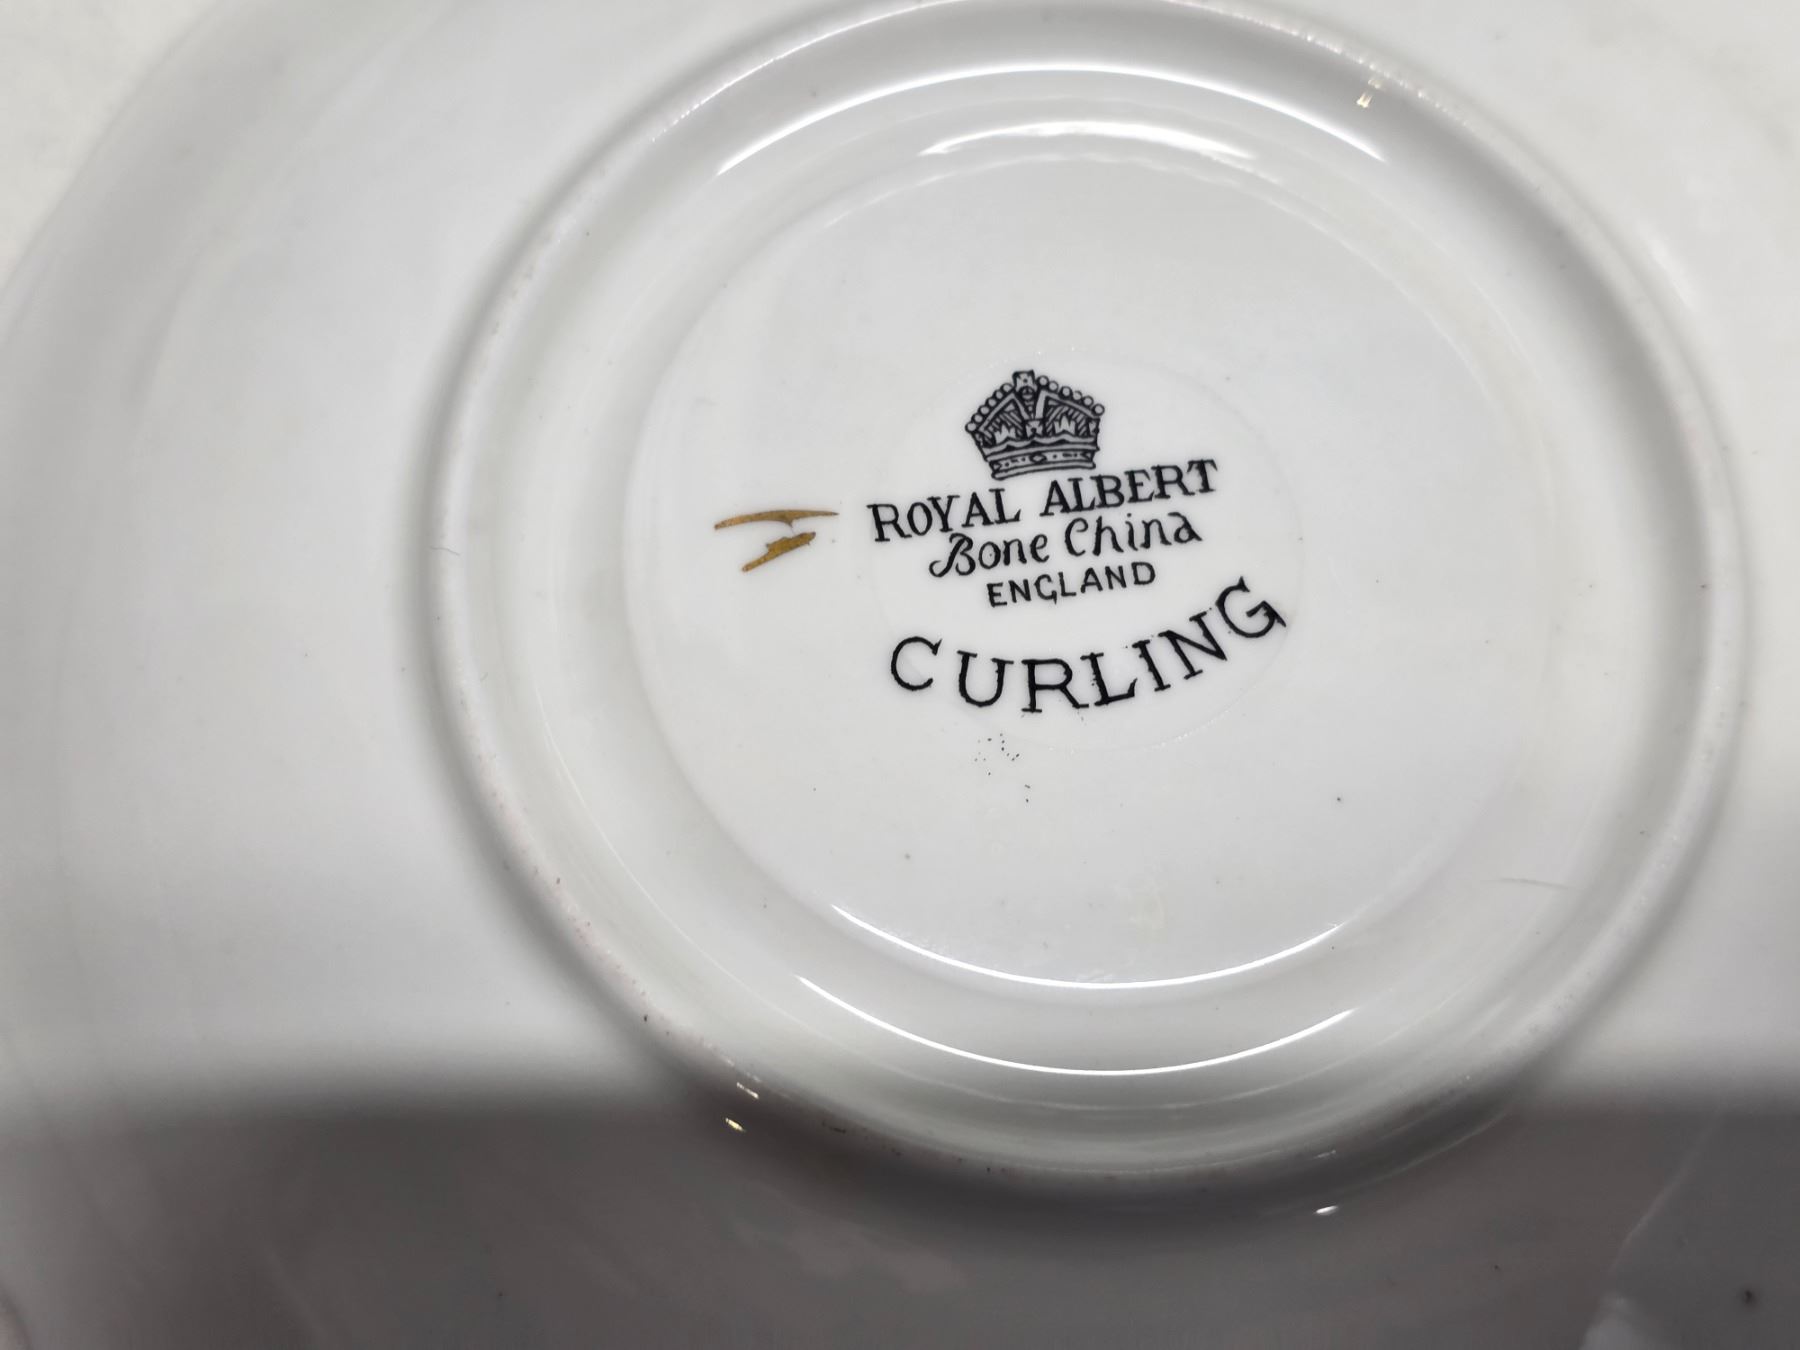 ROYAL ALBERT
Bone China
ENGLAND
CURLING